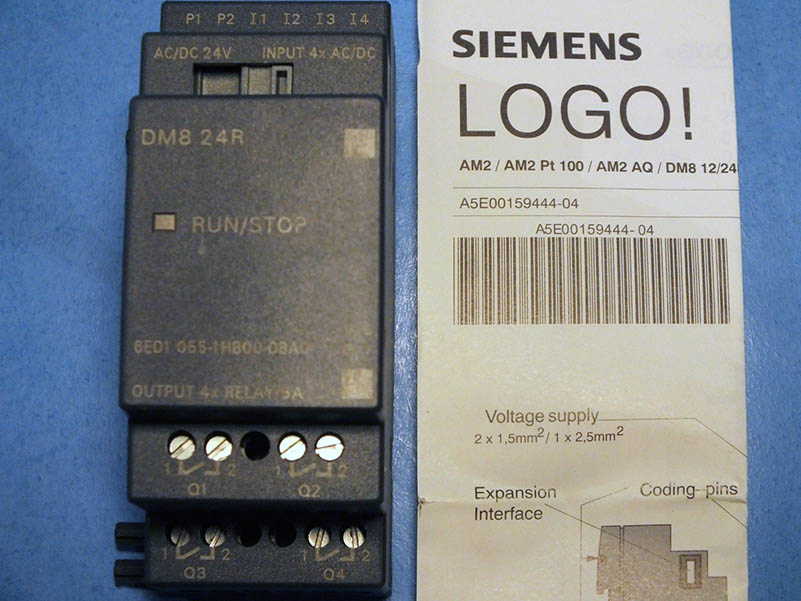 P1 P2 I1 I2 I3 I4
AC/DC 24V INPUT 4x AC/DC
DM8 24R
RUN/STOP
6ED1 055-1HB00-0BA0
OUTPUT 4x RELAY/5A
1 2 1 2
Q1 Q2
1 2 1 2
Q3 Q4
SIEMENS
LOGO!
AM2 / AM2 Pt 100 / AM2 AQ / DM8 12/24
A5E00159444-04
A5E00159444-04
Voltage supply
2 x 1,5mm²/ 1 x 2,5mm²
Expansion
Interface
Coding-pins